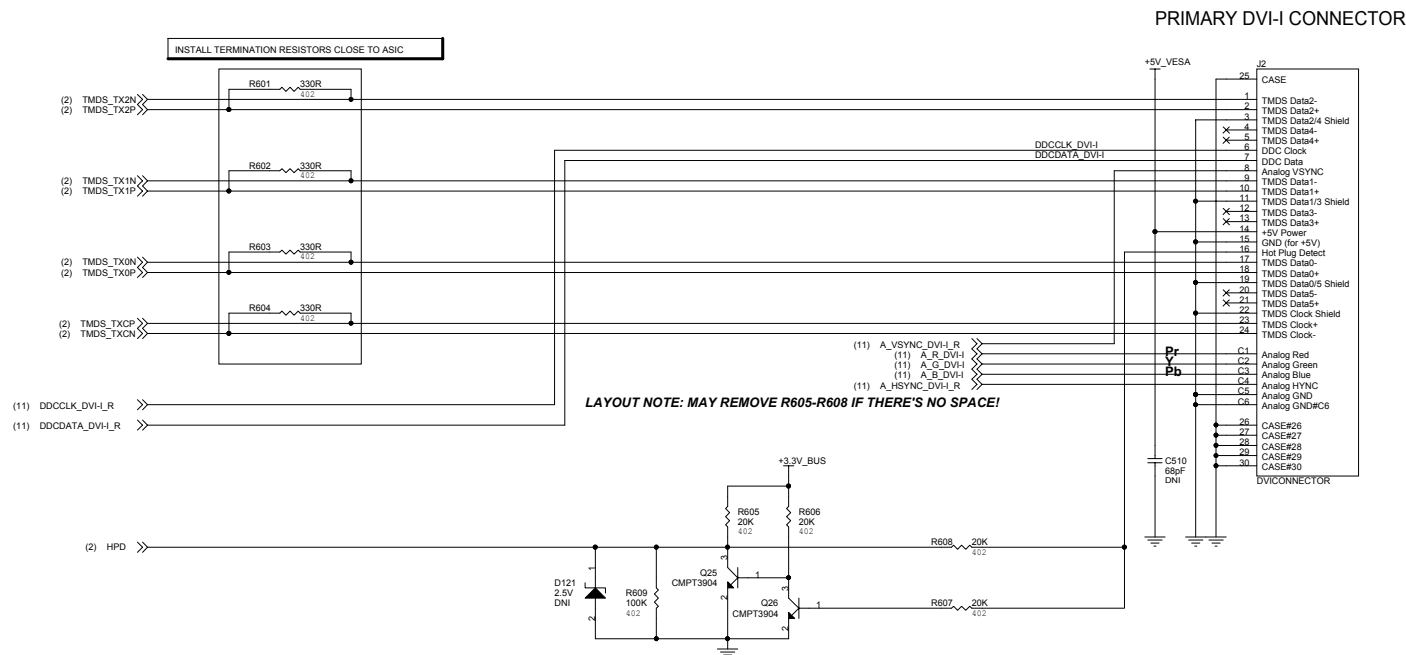 PRIMARY DVI-I CONNECTOR
INSTALL TERMINATION RESISTORS CLOSE TO ASIC
R601 330R
402
(2) TMDS_TX2N
(2) TMDS_TX2P
R602 330R
402
(2) TMDS_TX1N
(2) TMDS_TX1P
R603 330R
402
(2) TMDS_TX0N
(2) TMDS_TX0P
R604 330R
402
(2) TMDS_TXCP
(2) TMDS_TXCN
(11) DDCCLK_DVI-I_R
(11) DDCDATA_DVI-I_R
DDCCLK_DVI-I
DDCDATA_DVI-I
(11) A_VSYNC_DVI-I_R
(11) A_R_DVI-I
(11) A_G_DVI-I
(11) A_B_DVI-I
(11) A_HSYNC_DVI-I_R
Pr
Y
Pb
LAYOUT NOTE: MAY REMOVE R605-R608 IF THERE'S NO SPACE!
+5V_VESA
J2
25 CASE
1 TMDS Data2-
2 TMDS Data2+
3 TMDS Data2/4 Shield
4 TMDS Data4-
5 TMDS Data4+
6 DDC Clock
7 DDC Data
8 Analog VSYNC
9 TMDS Data1-
10 TMDS Data1+
11 TMDS Data1/3 Shield
12 TMDS Data3-
13 TMDS Data3+
14 +5V Power
15 GND (for +5V)
16 Hot Plug Detect
17 TMDS Data0-
18 TMDS Data0+
19 TMDS Data0/5 Shield
20 TMDS Data5-
21 TMDS Data5+
22 TMDS Clock Shield
23 TMDS Clock+
24 TMDS Clock-
C1 Analog Red
C2 Analog Green
C3 Analog Blue
C4 Analog HYNC
C5 Analog GND
C6 Analog GND#C6
26 CASE#26
27 CASE#27
28 CASE#28
29 CASE#29
30 CASE#30
DVICONNECTOR
C510
68pF
DNI
+3.3V_BUS
R605
20K
402
R606
20K
402
(2) HPD
R608 20K
402
D121
2.5V
DNI
1
2
R609
100K
402
Q25
CMPT3904
3
1
2
Q26
CMPT3904
3
1
2
R607 20K
402